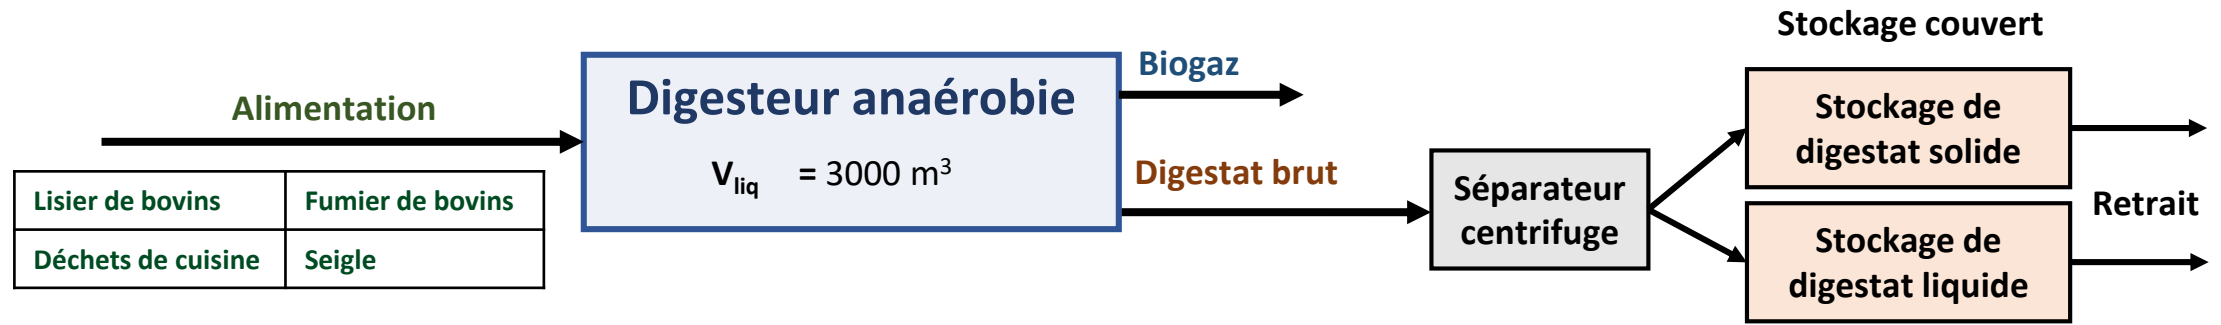 Alimentation
Lisier de bovins
Fumier de bovins
Déchets de cuisine
Seigle
Digesteur anaérobie
V_liq = 3000 m³
Biogaz
Digestat brut
Séparateur
centrifuge
Stockage couvert
Stockage de
digestat solide
Stockage de
digestat liquide
Retrait